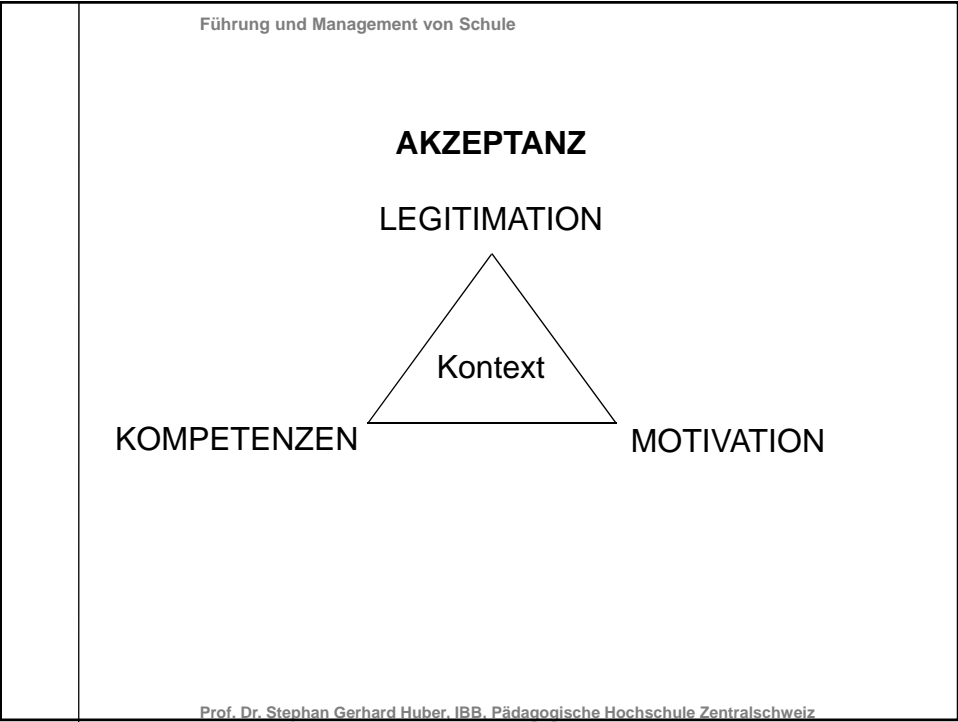 Führung und Management von Schule
AKZEPTANZ
LEGITIMATION
Kontext
KOMPETENZEN
MOTIVATION
Prof. Dr. Stephan Gerhard Huber, IBB, Pädagogische Hochschule Zentralschweiz